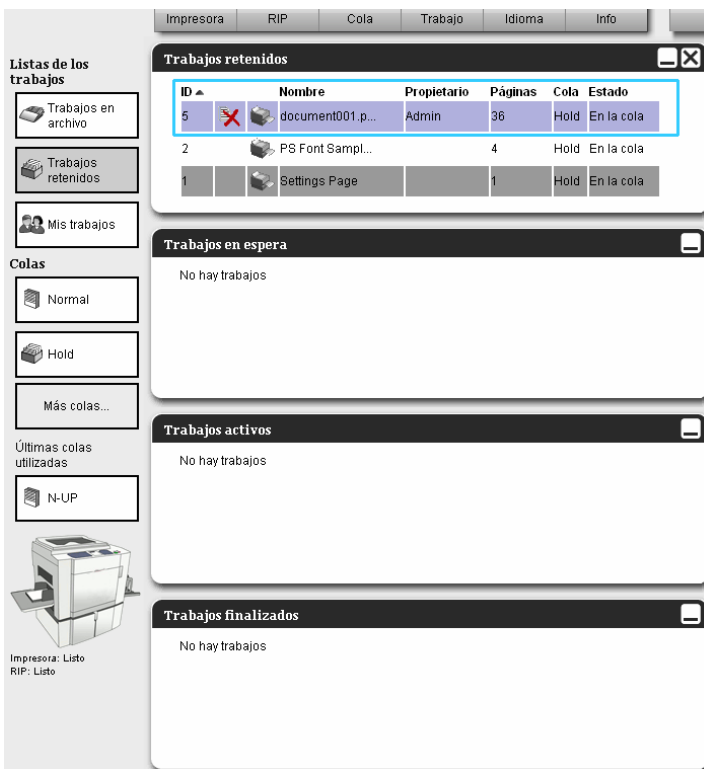 Impresora RIP Cola Trabajo Idioma Info
Listas de los
trabajos
Trabajos en
archivo
Trabajos
retenidos
Mis trabajos
Colas
Normal
Hold
Más colas...
Últimas colas
utilizadas
N-UP
Impresora: Listo
RIP: Listo
Trabajos retenidos
ID Nombre Propietario Páginas Cola Estado
5 document001.p... Admin 36 Hold En la cola
2 PS Font Sampl... 4 Hold En la cola
1 Settings Page 1 Hold En la cola
Trabajos en espera
No hay trabajos
Trabajos activos
No hay trabajos
Trabajos finalizados
No hay trabajos